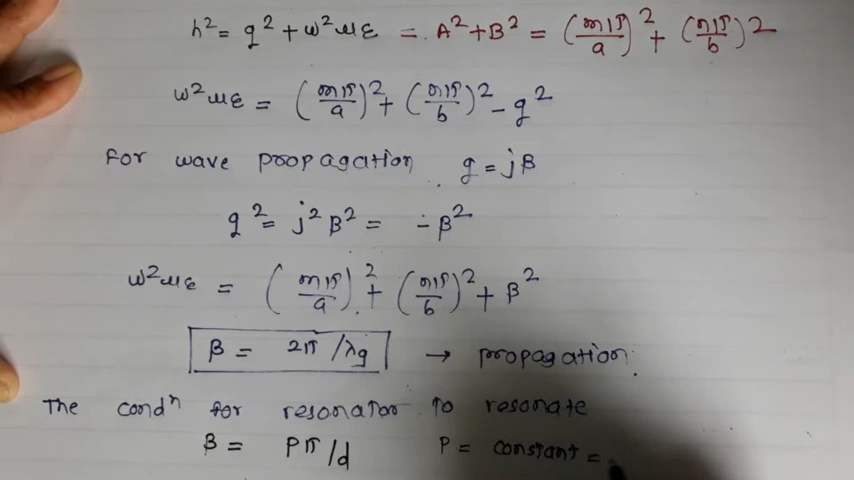 h² = g² + ω²με = A² + B² = (mπ/a)² + (nπ/b)²
ω²με = (mπ/a)² + (nπ/b)² - g²
For wave propagation. g = jβ
g² = j²β² = -β²
ω²με = (mπ/a)² + (nπ/b)² + β²
β = 2π/λg → propagation.
The condⁿ for resonator to resonate
β = Pπ/d P = constant =